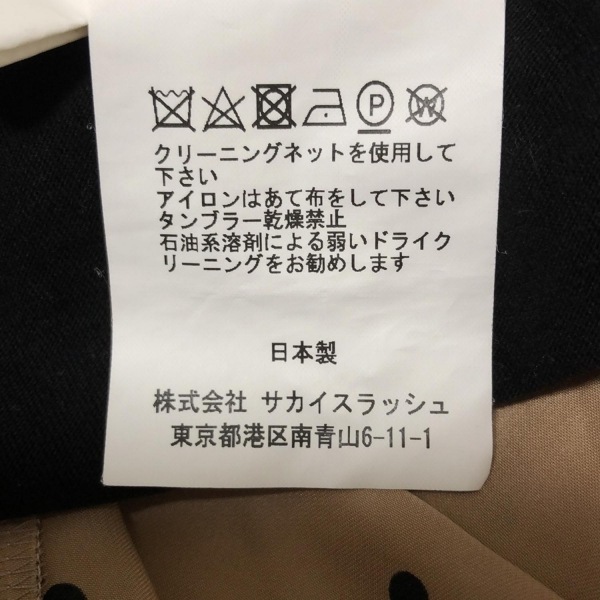 P W
クリーニングネットを使用して
下さい
アイロンはあて布をして下さい
タンブラー乾燥禁止
石油系溶剤による弱いドライク
リーニングをお勧めします
日本製
株式会社 サカイスラッシュ
東京都港区南青山6-11-1